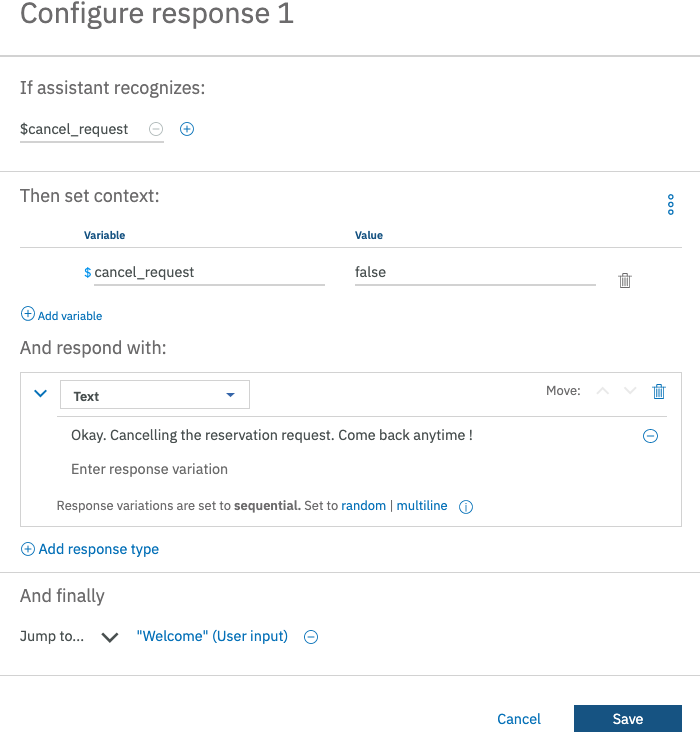 Configure response 1
If assistant recognizes:
$cancel_request
Then set context:
Variable Value
$ cancel_request false
Add variable
And respond with:
Text Move:
Okay. Cancelling the reservation request. Come back anytime !
Enter response variation
Response variations are set to sequential. Set to random | multiline
Add response type
And finally
Jump to... "Welcome" (User input)
Cancel Save